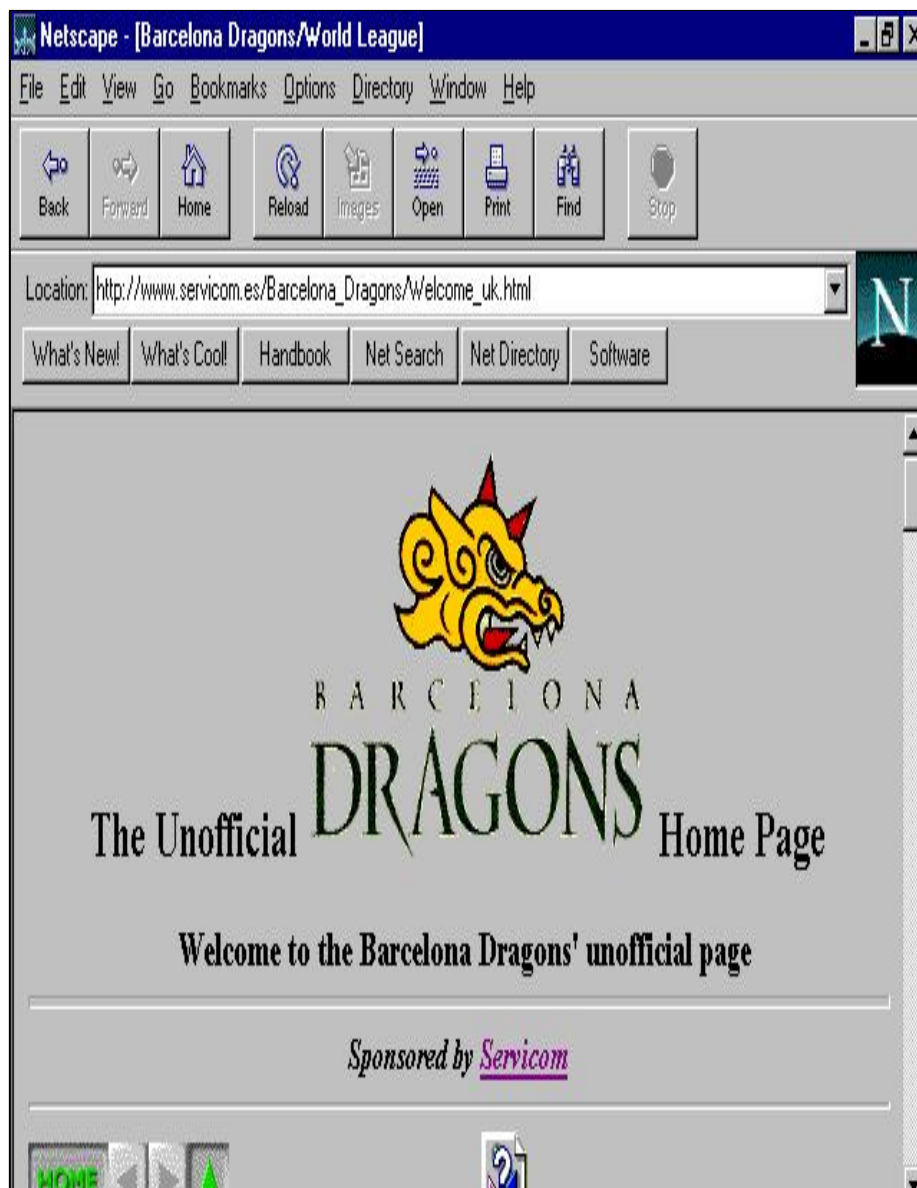 Netscape - [Barcelona Dragons/World League]
File Edit View Go Bookmarks Options Directory Window Help
Back Forward Home Reload Images Open Print Find Stop
Location: http://www.servicom.es/Barcelona_Dragons/Welcome_uk.html
N
What's New! What's Cool! Handbook Net Search Net Directory Software
BARCELONA
The Unofficial DRAGONS Home Page
Welcome to the Barcelona Dragons' unofficial page
Sponsored by Servicom
HOME